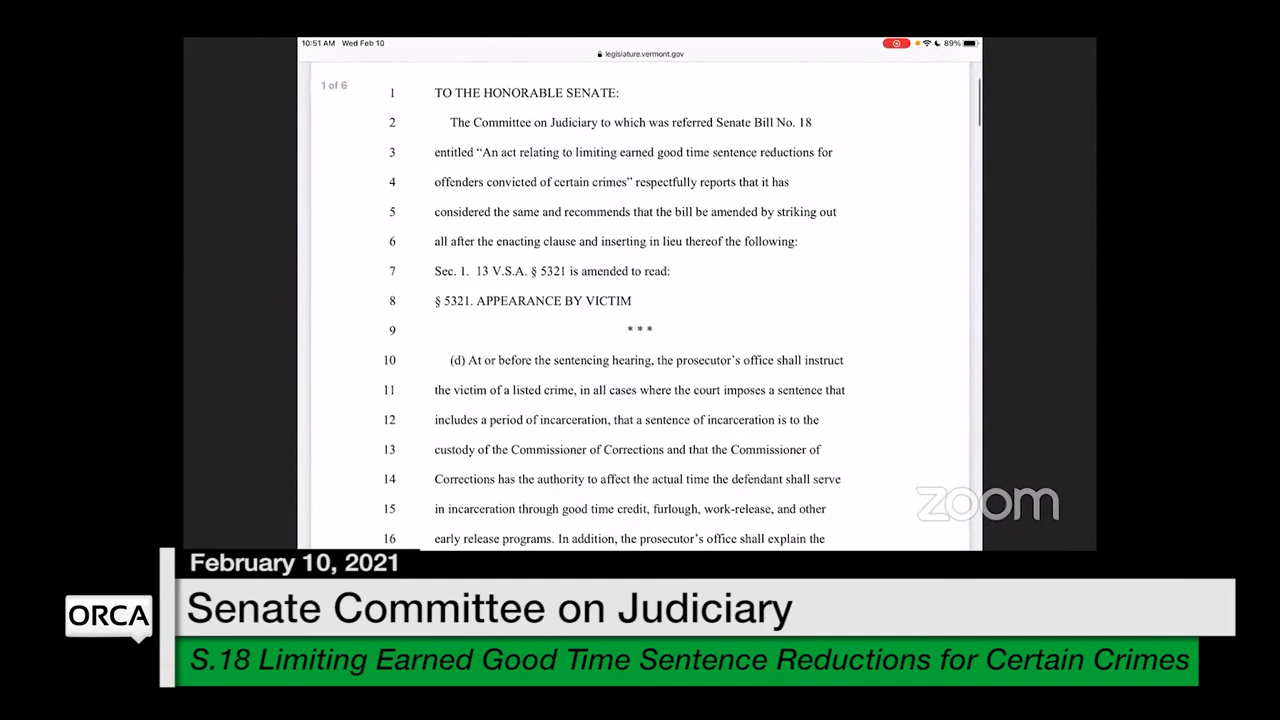 10:51 AM Wed Feb 10
89%
legislature.vermont.gov
1 of 6
1 TO THE HONORABLE SENATE:
2 The Committee on Judiciary to which was referred Senate Bill No. 18
3 entitled “An act relating to limiting earned good time sentence reductions for
4 offenders convicted of certain crimes” respectfully reports that it has
5 considered the same and recommends that the bill be amended by striking out
6 all after the enacting clause and inserting in lieu thereof the following:
7 Sec. 1. 13 V.S.A. § 5321 is amended to read:
8 § 5321. APPEARANCE BY VICTIM
9 * * *
10 (d) At or before the sentencing hearing, the prosecutor’s office shall instruct
11 the victim of a listed crime, in all cases where the court imposes a sentence that
12 includes a period of incarceration, that a sentence of incarceration is to the
13 custody of the Commissioner of Corrections and that the Commissioner of
14 Corrections has the authority to affect the actual time the defendant shall serve
15 in incarceration through good time credit, furlough, work-release, and other
16 early release programs. In addition, the prosecutor’s office shall explain the
zoom
February 10, 2021
ORCA
Senate Committee on Judiciary
S.18 Limiting Earned Good Time Sentence Reductions for Certain Crimes